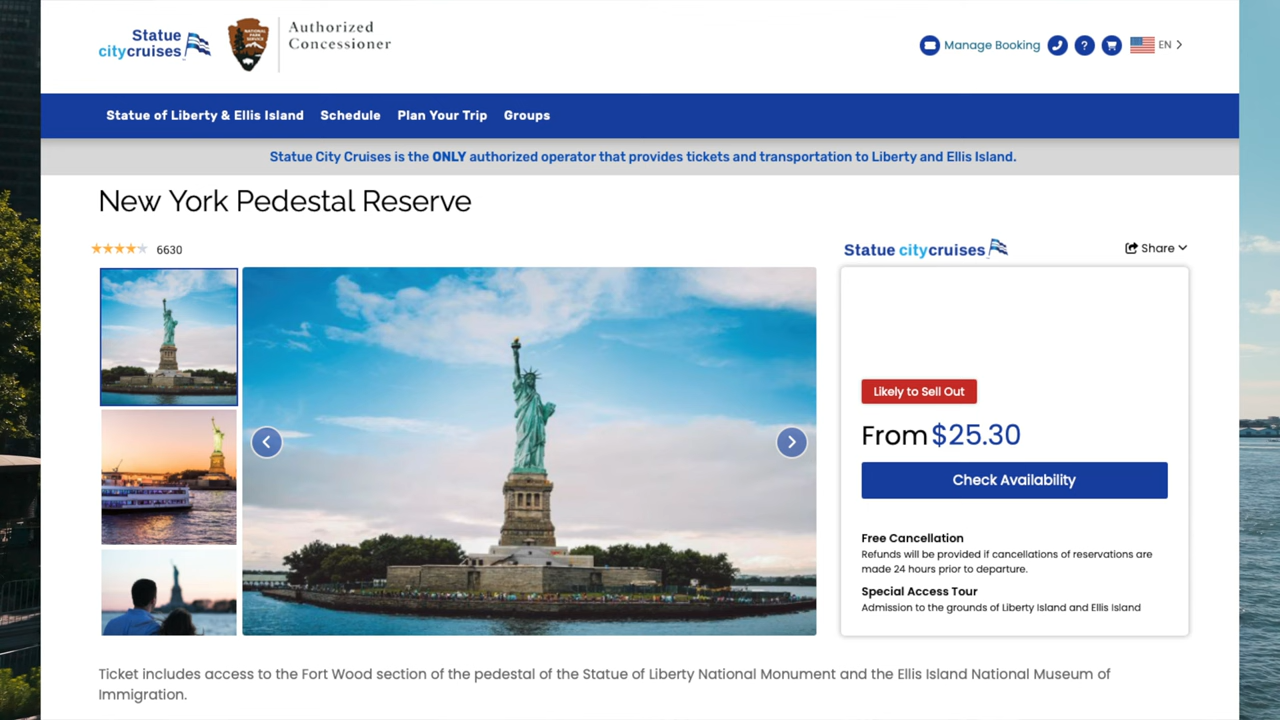 Statue
citycruises
NATIONAL
PARK
SERVICE
Authorized
Concessioner
Manage Booking
?
EN
Statue of Liberty & Ellis Island Schedule Plan Your Trip Groups
Statue City Cruises is the ONLY authorized operator that provides tickets and transportation to Liberty and Ellis Island.
New York Pedestal Reserve
6630
Statue citycruises
Share
Likely to Sell Out
From $25.30
Check Availability
Free Cancellation
Refunds will be provided if cancellations of reservations are
made 24 hours prior to departure.
Special Access Tour
Admission to the grounds of Liberty Island and Ellis Island
Ticket includes access to the Fort Wood section of the pedestal of the Statue of Liberty National Monument and the Ellis Island National Museum of
Immigration.